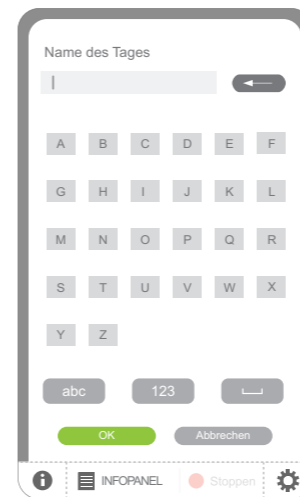 Name des Tages
A B C D E F
G H I J K L
M N O P Q R
S T U V W X
Y Z
abc 123
OK Abbrechen
INFOPANEL Stoppen